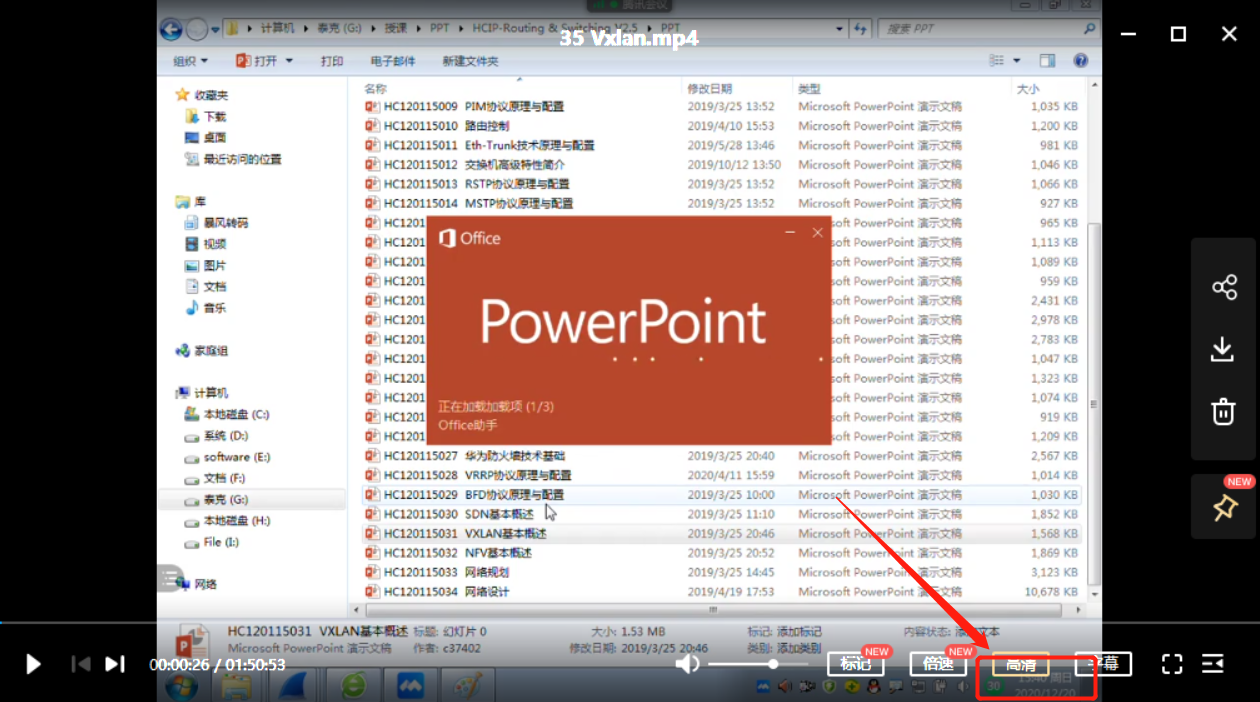 腾讯会议
计算机 泰克 (G:) 授课 PPT HCIP-Routing & Switching V2.5 PPT 搜索 PPT
35 Vxlan.mp4
组织 打开 打印 电子邮件 新建文件夹
名称 修改日期 类型 大小
收藏夹
下载
桌面
最近访问的位置
库
暴风转码
视频
图片
文档
音乐
家庭组
计算机
本地磁盘 (C:)
系统 (D:)
software (E:)
文档 (F:)
泰克 (G:)
本地磁盘 (H:)
File (I:)
网络
HC120115009 PIM协议原理与配置 2019/3/25 13:52 Microsoft PowerPoint 演示文稿 1,035 KB
HC120115010 路由控制 2019/4/10 15:53 Microsoft PowerPoint 演示文稿 1,200 KB
HC120115011 Eth-Trunk技术原理与配置 2019/5/28 13:46 Microsoft PowerPoint 演示文稿 981 KB
HC120115012 交换机高级特性简介 2019/10/12 13:50 Microsoft PowerPoint 演示文稿 1,046 KB
HC120115013 RSTP协议原理与配置 2019/3/25 13:52 Microsoft PowerPoint 演示文稿 1,066 KB
HC120115014 MSTP协议原理与配置 2019/3/25 13:52 Microsoft PowerPoint 演示文稿 927 KB
HC1201 soft PowerPoint 演示文稿 965 KB
HC1201 soft PowerPoint 演示文稿 1,113 KB
HC1201 soft PowerPoint 演示文稿 1,089 KB
HC1201 soft PowerPoint 演示文稿 959 KB
HC1201 soft PowerPoint 演示文稿 2,431 KB
HC1201 soft PowerPoint 演示文稿 2,978 KB
HC1201 soft PowerPoint 演示文稿 2,783 KB
HC1201 soft PowerPoint 演示文稿 1,047 KB
HC1201 soft PowerPoint 演示文稿 1,323 KB
HC1201 soft PowerPoint 演示文稿 1,074 KB
HC1201 soft PowerPoint 演示文稿 919 KB
HC1201 soft PowerPoint 演示文稿 1,209 KB
Office
PowerPoint
正在加载加载项 (1/3)
Office助手
HC120115027 华为防火墙技术基础 2019/3/25 20:40 Microsoft PowerPoint 演示文稿 2,567 KB
HC120115028 VRRP协议原理与配置 2020/4/11 15:59 Microsoft PowerPoint 演示文稿 1,014 KB
HC120115029 BFD协议原理与配置 2019/3/25 10:00 Microsoft PowerPoint 演示文稿 1,030 KB
HC120115030 SDN基本概述 2019/3/25 11:10 Microsoft PowerPoint 演示文稿 1,852 KB
HC120115031 VXLAN基本概述 2019/3/25 20:46 Microsoft PowerPoint 演示文稿 1,568 KB
HC120115032 NFV基本概述 2019/3/25 20:52 Microsoft PowerPoint 演示文稿 1,869 KB
HC120115033 网络规划 2019/3/25 14:45 Microsoft PowerPoint 演示文稿 3,123 KB
HC120115034 网络设计 2019/4/19 17:53 Microsoft PowerPoint 演示文稿 10,678 KB
NEW
HC120115031 VXLAN基本概述 标题: 幻灯片 0 大小: 1.53 MB 标记: 添加标记 内容状态: 添加文本
Microsoft PowerPoint 演示文稿 作者: c37402 修改日期: 2019/3/25 20:46 类别: 添加类别
00:00:26 / 01:50:53
标记 NEW 倍速 NEW 高清 字幕
30 15:40 周日
2020/12/20